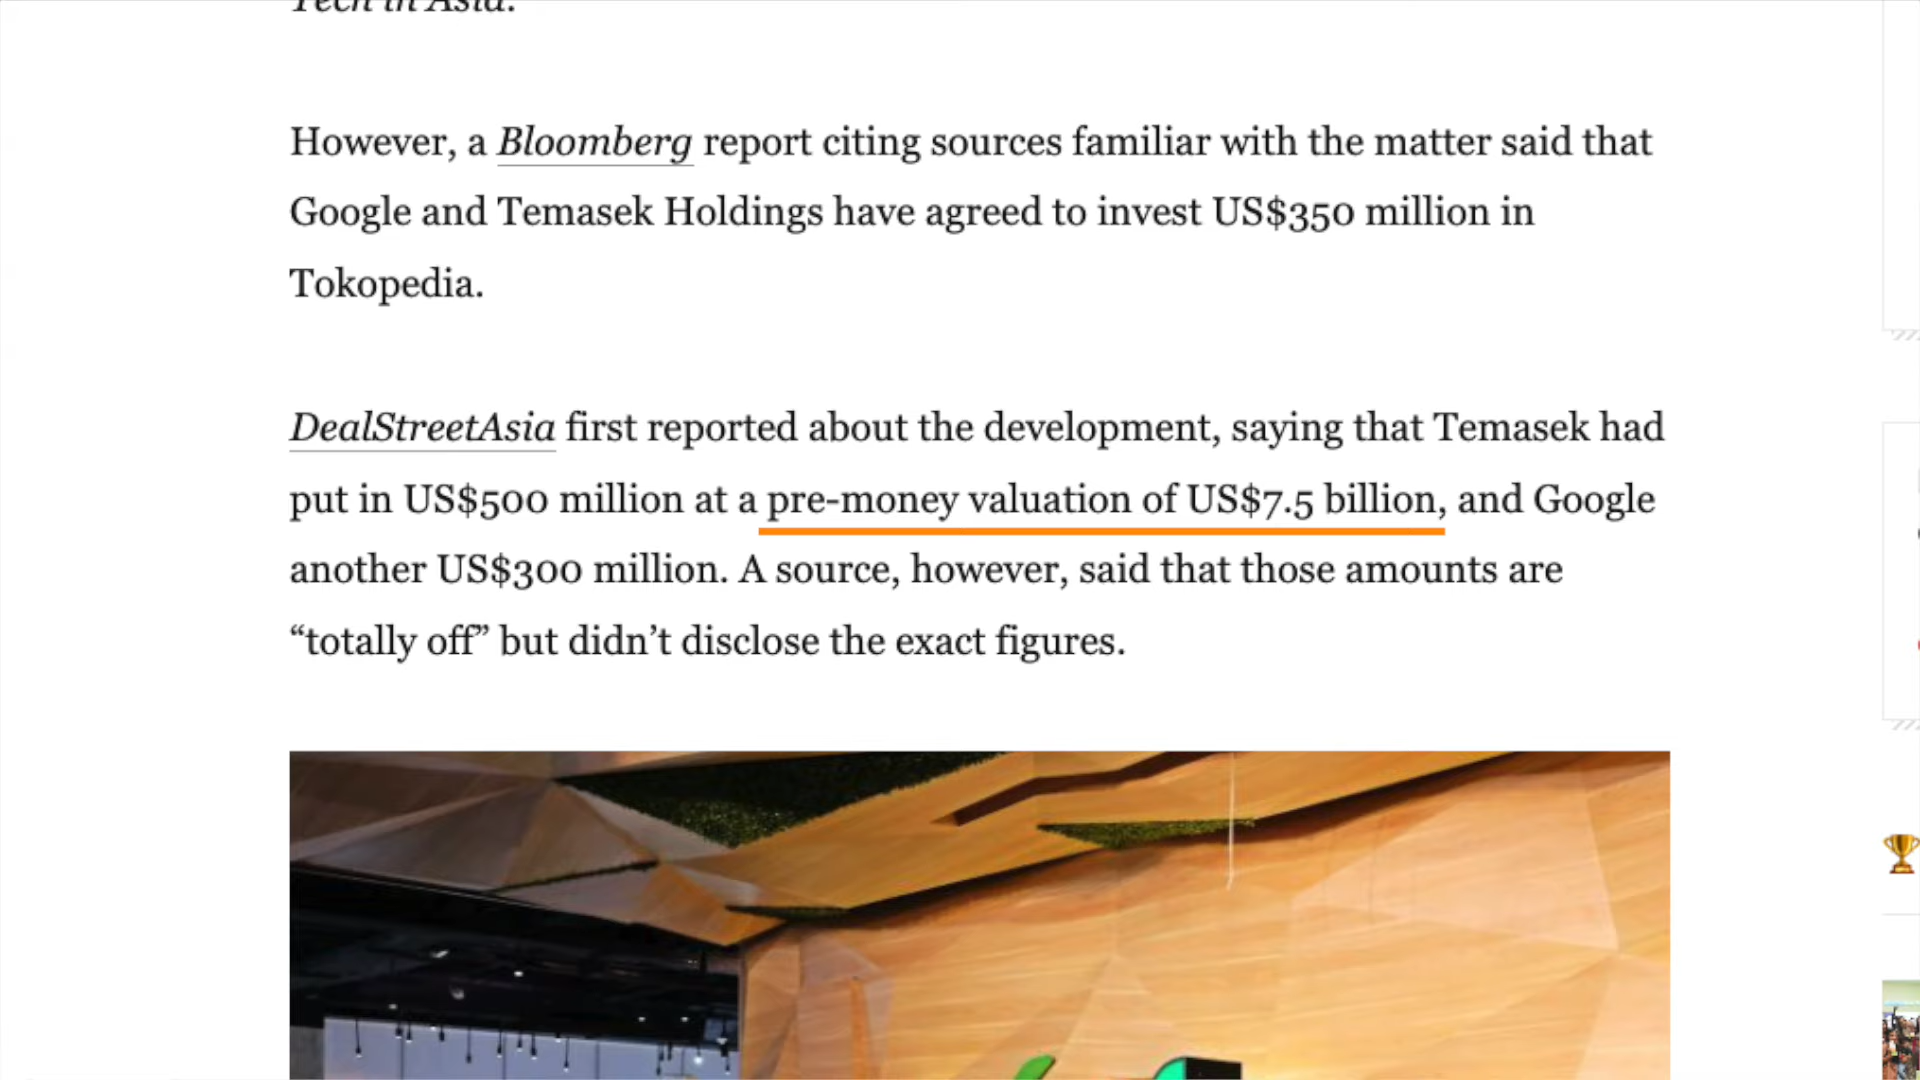 Tech in Asia.
However, a Bloomberg report citing sources familiar with the matter said that
Google and Temasek Holdings have agreed to invest US$350 million in
Tokopedia.
DealStreetAsia first reported about the development, saying that Temasek had
put in US$500 million at a pre-money valuation of US$7.5 billion, and Google
another US$300 million. A source, however, said that those amounts are
“totally off” but didn’t disclose the exact figures.